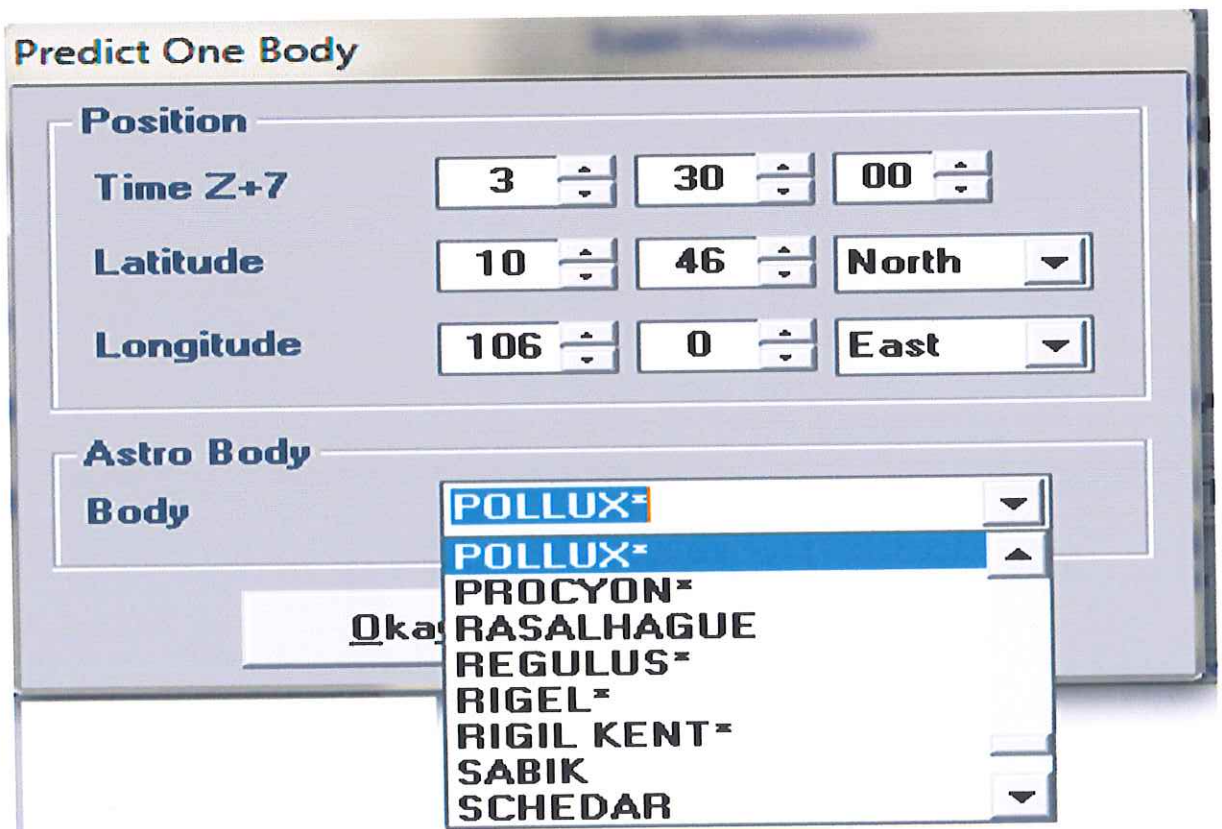 Predict One Body
Position
Time Z+7 3 30 00
Latitude 10 46 North
Longitude 106 0 East
Astro Body
Body POLLUX*
POLLUX*
PROCYON*
RASALHAGUE
REGULUS*
RIGEL*
RIGIL KENT*
SABIK
SCHEDAR